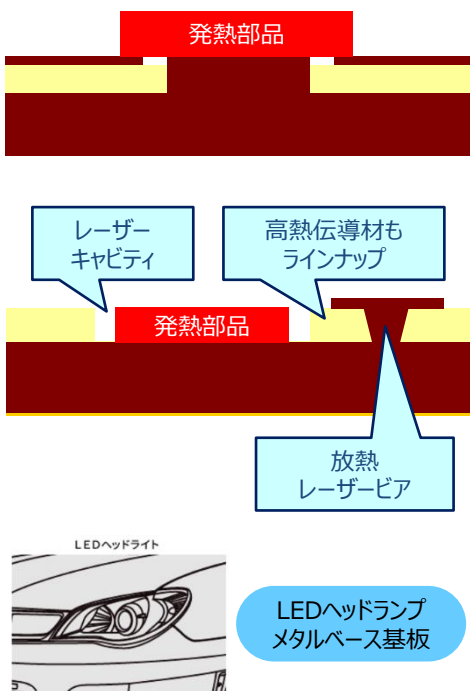 発熱部品
レーザー
キャビティ
高熱伝導材も
ラインナップ
発熱部品
放熱
レーザービア
LEDヘッドライト
LEDヘッドランプ
メタルベース基板